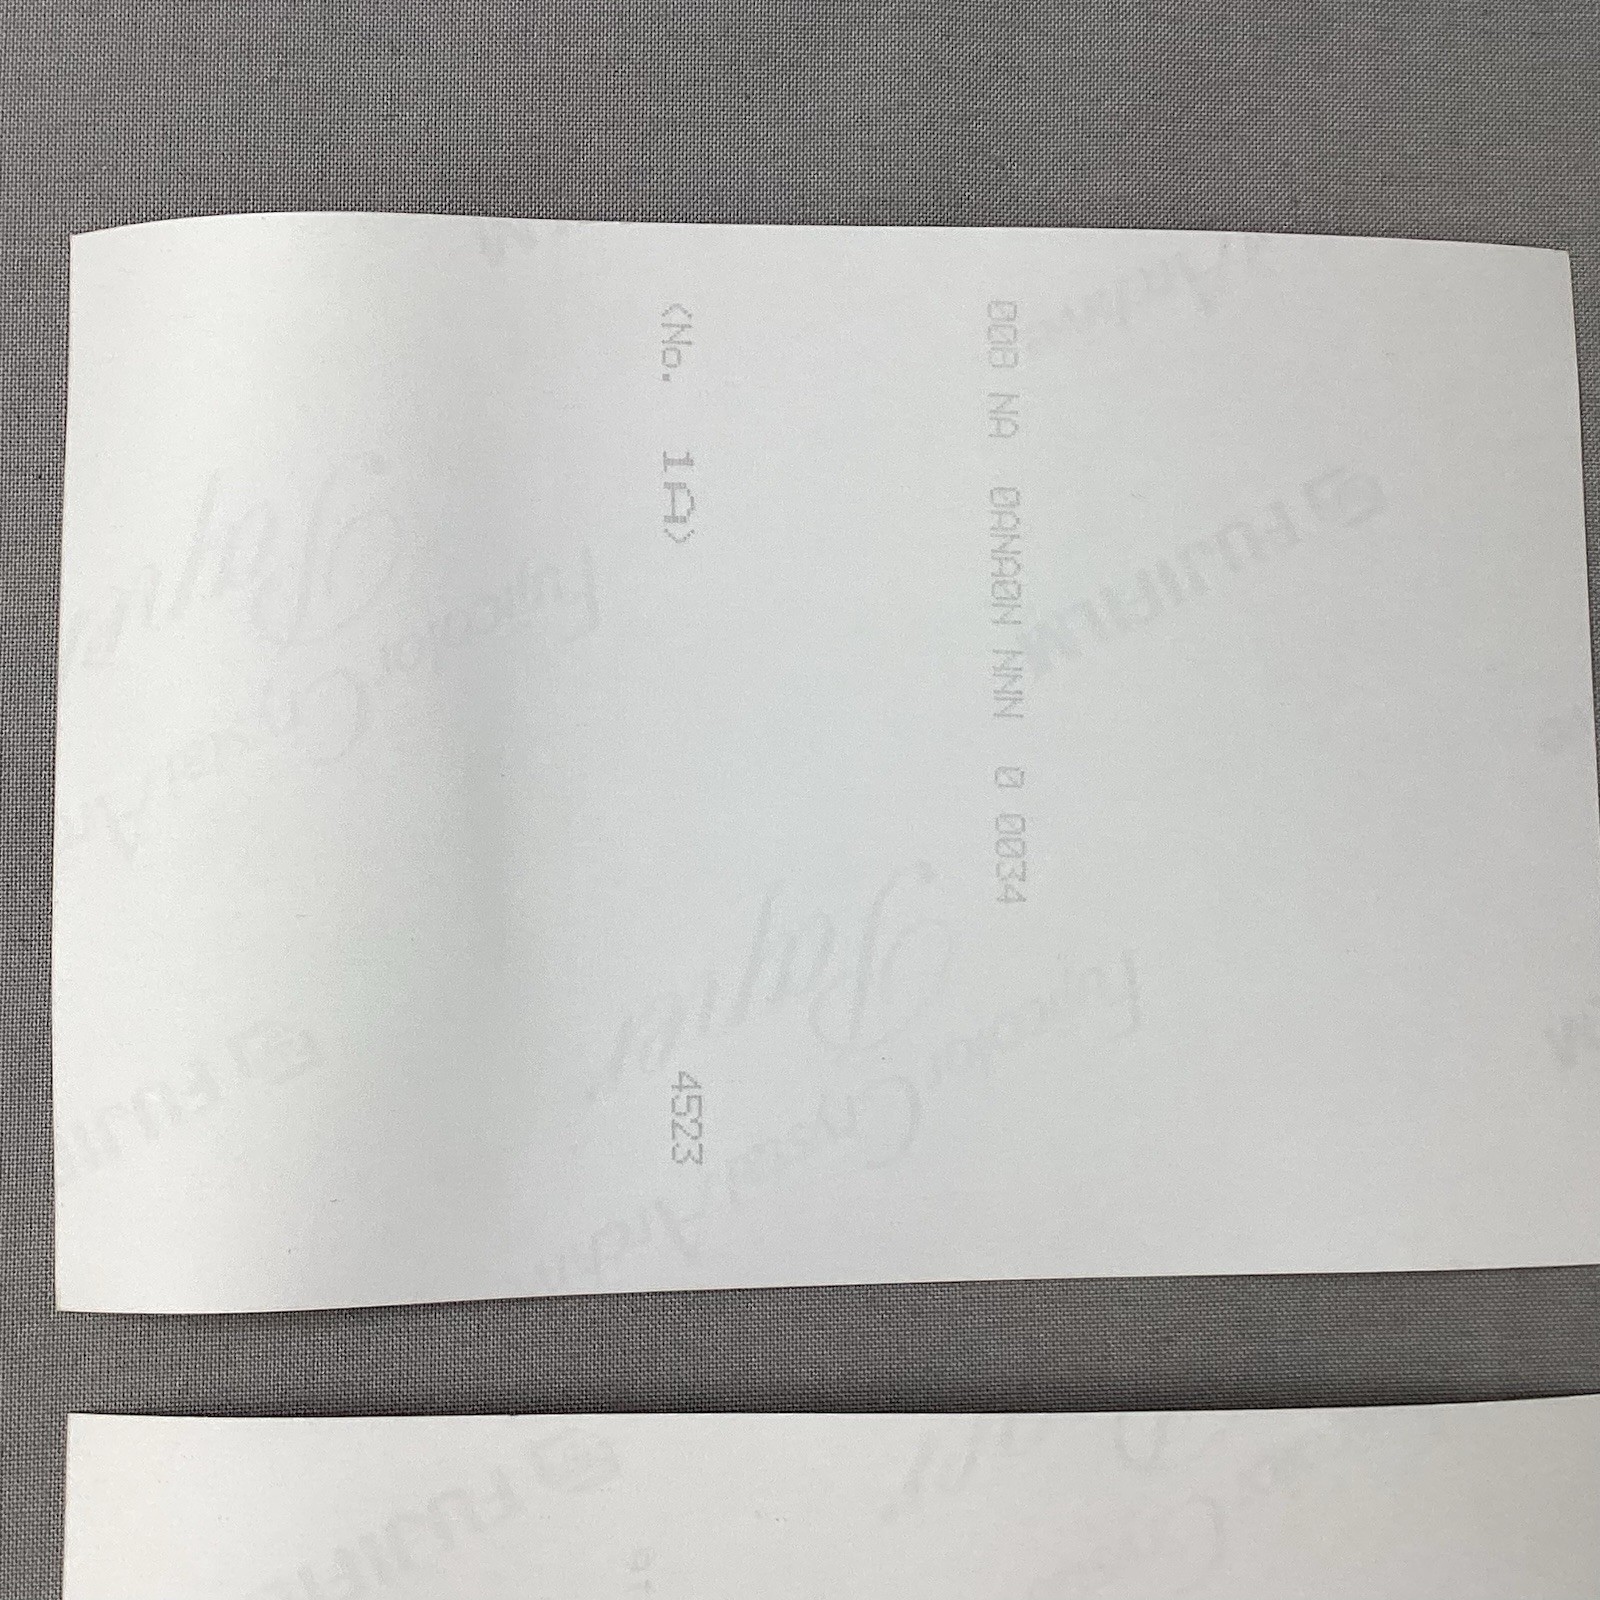 008 NA 0ANA0N NNN 0 0034
<No. 1A> 4523
FUJIFILM
Fujicolor
Crystal Archive
Paper
FUJIFILM
Fujicolor
Crystal Archive
Paper
FUJIFILM